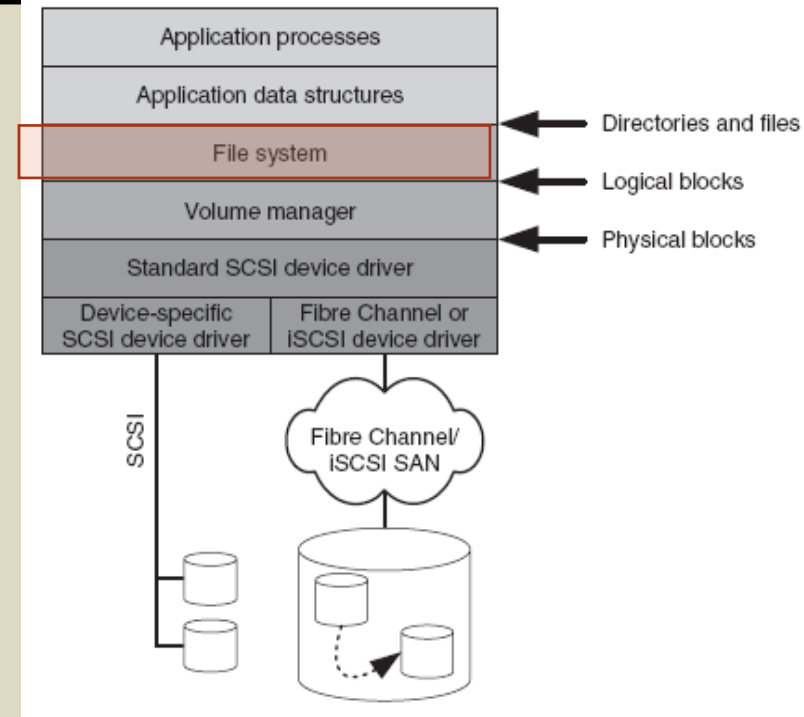 Application processes
Application data structures
Directories and files
File system
Logical blocks
Volume manager
Physical blocks
Standard SCSI device driver
Device-specific
SCSI device driver
Fibre Channel or
iSCSI device driver
SCSI
Fibre Channel/
iSCSI SAN